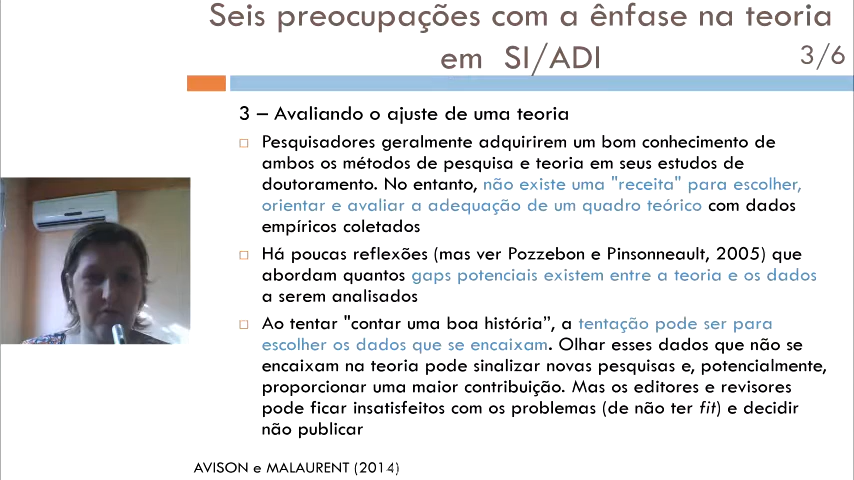 Seis preocupações com a ênfase na teoria
em SI/ADI
3/6
3 – Avaliando o ajuste de uma teoria
Pesquisadores geralmente adquirirem um bom conhecimento de
ambos os métodos de pesquisa e teoria em seus estudos de
doutoramento. No entanto, não existe uma "receita" para escolher,
orientar e avaliar a adequação de um quadro teórico com dados
empíricos coletados
Há poucas reflexões (mas ver Pozzebon e Pinsonneault, 2005) que
abordam quantos gaps potenciais existem entre a teoria e os dados
a serem analisados
Ao tentar "contar uma boa história”, a tentação pode ser para
escolher os dados que se encaixam. Olhar esses dados que não se
encaixam na teoria pode sinalizar novas pesquisas e, potencialmente,
proporcionar uma maior contribuição. Mas os editores e revisores
pode ficar insatisfeitos com os problemas (de não ter fit) e decidir
não publicar
AVISON e MALAURENT (2014)